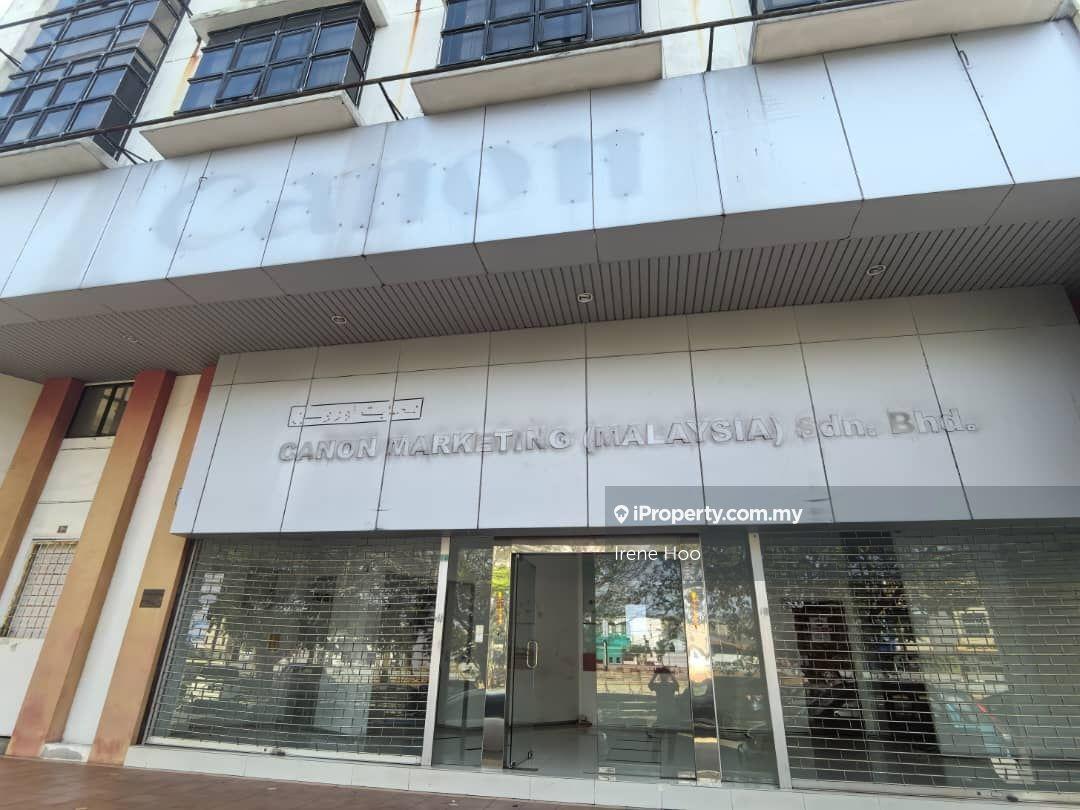 Canon
CANON MARKETING (MALAYSIA) Sdn. Bhd.
iProperty.com.my
Irene Hoo